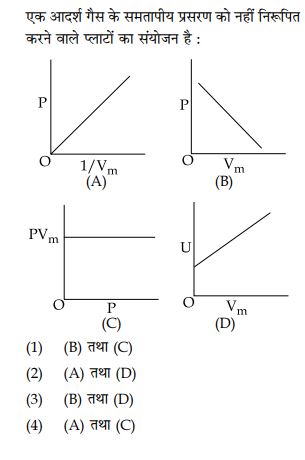 एक आदर्श गैस के समतापीय प्रसरण को नहीं निरूपित
करने वाले प्लाटों का संयोजन है :
P
O
1/Vm
(A)
P
O
Vm
(B)
PVm
O
P
(C)
U
O
Vm
(D)
(1) (B) तथा (C)
(2) (A) तथा (D)
(3) (B) तथा (D)
(4) (A) तथा (C)